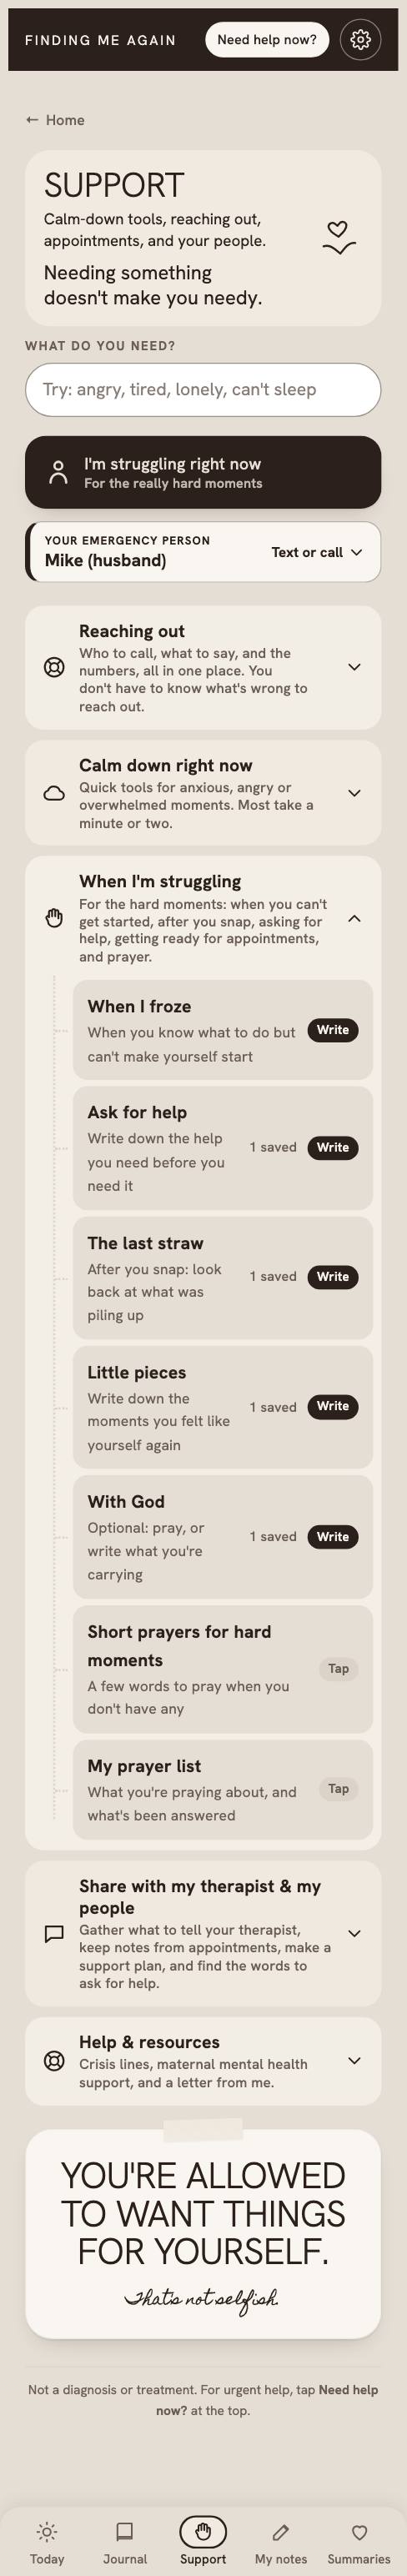 FINDING ME AGAIN
Need help now?
← Home
SUPPORT
Calm-down tools, reaching out,
appointments, and your people.
Needing something
doesn't make you needy.
WHAT DO YOU NEED?
Try: angry, tired, lonely, can't sleep
I'm struggling right now
For the really hard moments
YOUR EMERGENCY PERSON
Mike (husband)
Text or call
Reaching out
Who to call, what to say, and the
numbers, all in one place. You
don't have to know what's wrong to
reach out.
Calm down right now
Quick tools for anxious, angry or
overwhelmed moments. Most take a
minute or two.
When I'm struggling
For the hard moments: when you can't
get started, after you snap, asking for
help, getting ready for appointments,
and prayer.
When I froze
When you know what to do but
can't make yourself start
Write
Ask for help
Write down the help
you need before you
need it
1 saved
Write
The last straw
After you snap: look
back at what was
piling up
1 saved
Write
Little pieces
Write down the
moments you felt like
yourself again
1 saved
Write
With God
Optional: pray, or
write what you're
carrying
1 saved
Write
Short prayers for hard
moments
A few words to pray when you
don't have any
Tap
My prayer list
What you're praying about, and
what's been answered
Tap
Share with my therapist & my
people
Gather what to tell your therapist,
keep notes from appointments, make a
support plan, and find the words to
ask for help.
Help & resources
Crisis lines, maternal mental health
support, and a letter from me.
YOU'RE ALLOWED
TO WANT THINGS
FOR YOURSELF.
That's not selfish.
Not a diagnosis or treatment. For urgent help, tap Need help
now? at the top.
Today
Journal
Support
My notes
Summaries